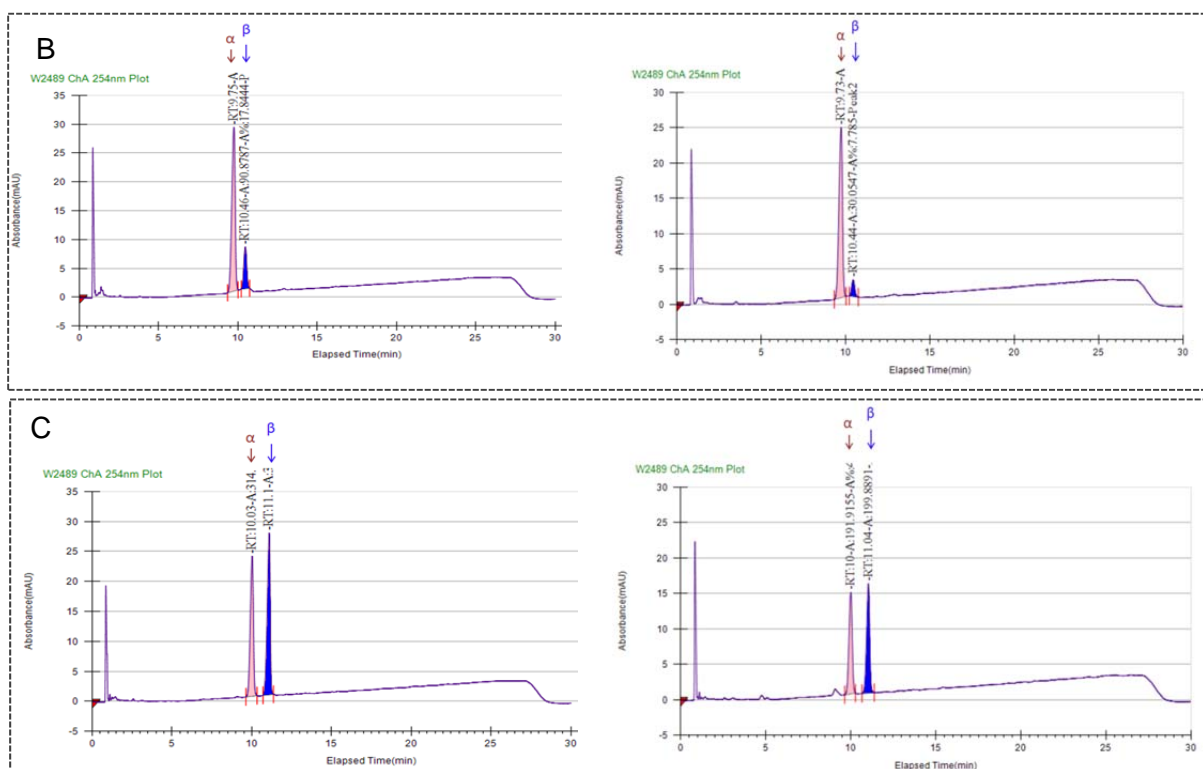 B
α
β
W2489 ChA 254nm Plot
Absorbance(mAU)
35
30
25
20
15
10
5
0
-5
-RT:9.75-A
-RT:10.46-A:90.8787-A%:17.8444-P
0 5 10 15 20 25 30
Elapsed Time(min)
α
β
W2489 ChA 254nm Plot
Absorbance(mAU)
30
25
20
15
10
5
0
-5
-RT:9.73-A
-RT:10.44-A:30.0547-A%:7.785-Peak2
0 5 10 15 20 25 30
Elapsed Time(min)
C
α
β
W2489 ChA 254nm Plot
Absorbance(mAU)
35
30
25
20
15
10
5
0
-5
-RT:10.03-A:314.
-RT:11.1-A:3
0 5 10 15 20 25 30
Elapsed Time(min)
α
β
W2489 ChA 254nm Plot
Absorbance(mAU)
30
25
20
15
10
5
0
-5
-RT:10-A:191.9155-A%:
-RT:11.04-A:199.8891-
0 5 10 15 20 25 30
Elapsed Time(min)